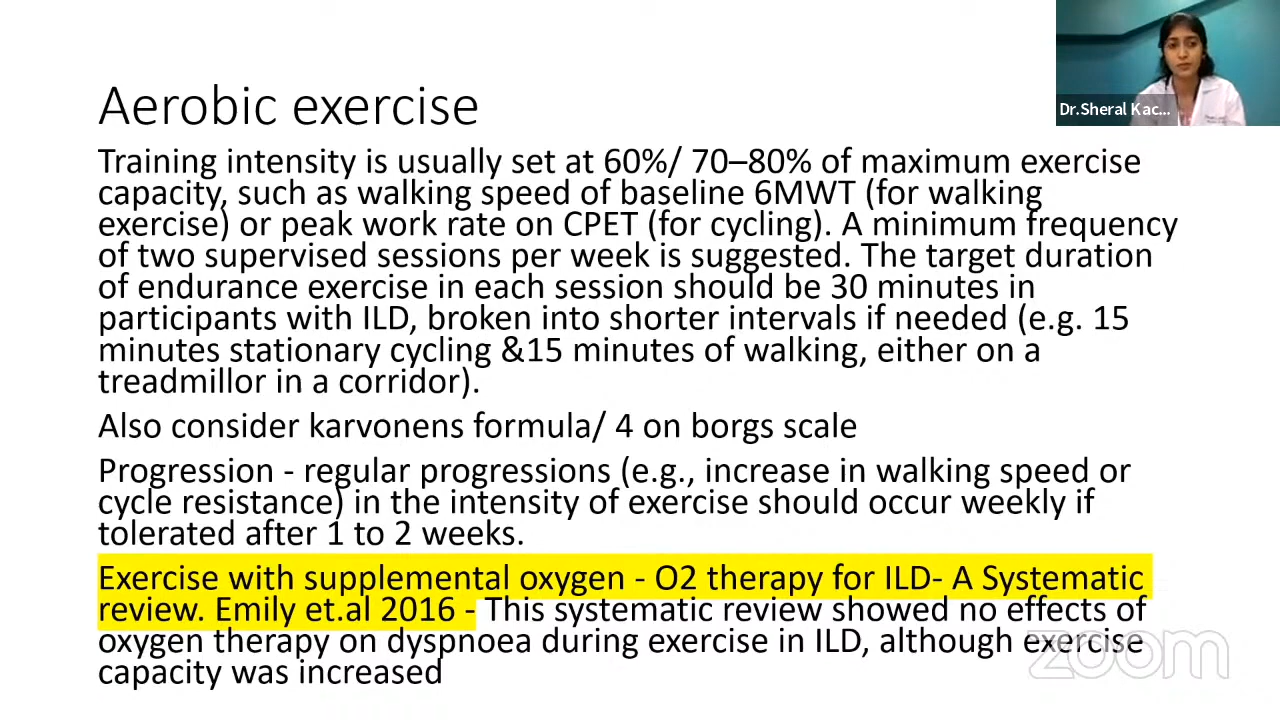 Aerobic exercise
Training intensity is usually set at 60%/ 70–80% of maximum exercise
capacity, such as walking speed of baseline 6MWT (for walking
exercise) or peak work rate on CPET (for cycling). A minimum frequency
of two supervised sessions per week is suggested. The target duration
of endurance exercise in each session should be 30 minutes in
participants with ILD, broken into shorter intervals if needed (e.g. 15
minutes stationary cycling &15 minutes of walking, either on a
treadmillor in a corridor).
Also consider karvonens formula/ 4 on borgs scale
Progression - regular progressions (e.g., increase in walking speed or
cycle resistance) in the intensity of exercise should occur weekly if
tolerated after 1 to 2 weeks.
Exercise with supplemental oxygen - O2 therapy for ILD- A Systematic
review. Emily et.al 2016 - This systematic review showed no effects of
oxygen therapy on dyspnoea during exercise in ILD, although exercise
capacity was increased
Dr.Sheral Kac...
zoom